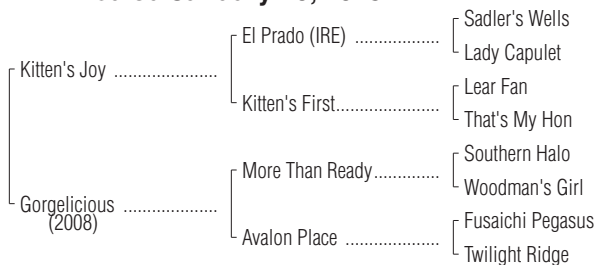 Sadler's Wells
El Prado (IRE) ...................
Lady Capulet
Kitten's Joy .......................
Lear Fan
Kitten's First.......................
That's My Hon
Southern Halo
More Than Ready..............
Woodman's Girl
Gorgelicious .....................
(2008)
Fusaichi Pegasus
Avalon Place .....................
Twilight Ridge